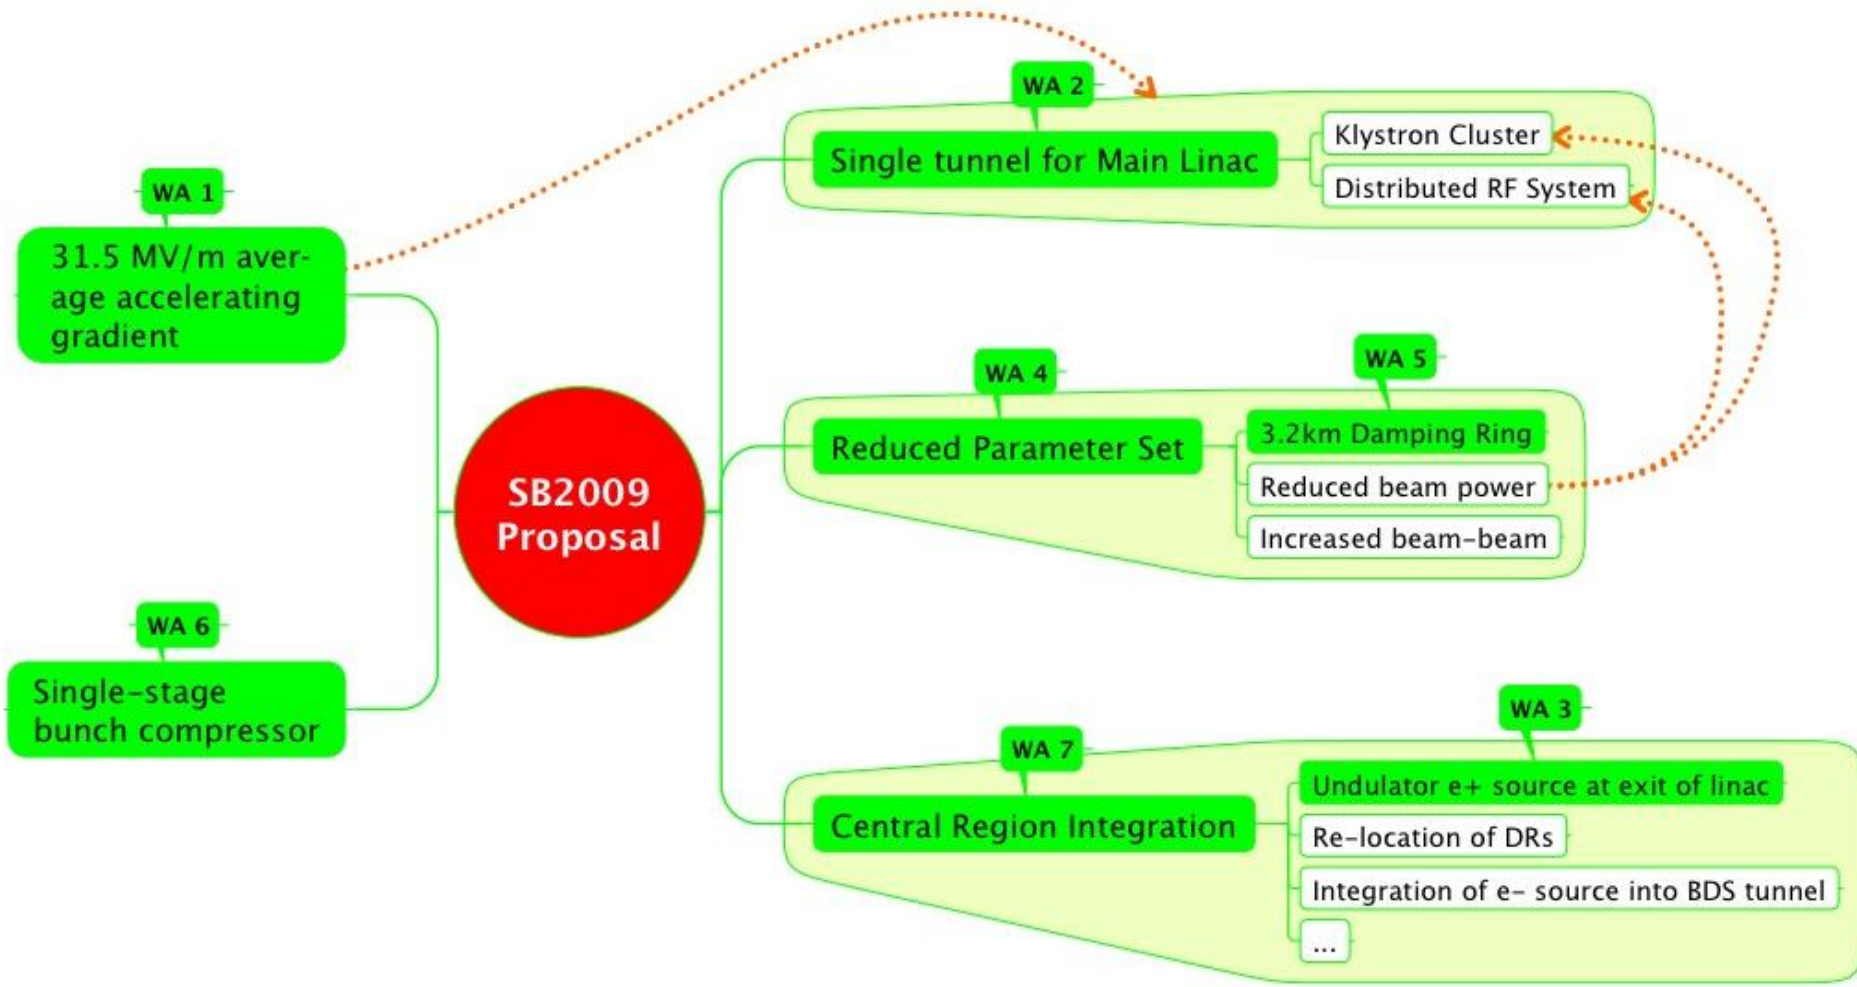 WA 1
31.5 MV/m aver-
age accelerating
gradient
WA 6
Single-stage
bunch compressor
SB2009
Proposal
WA 2
Single tunnel for Main Linac
Klystron Cluster
Distributed RF System
WA 4
Reduced Parameter Set
WA 5
3.2km Damping Ring
Reduced beam power
Increased beam-beam
WA 7
Central Region Integration
WA 3
Undulator e+ source at exit of linac
Re-location of DRs
Integration of e- source into BDS tunnel
...